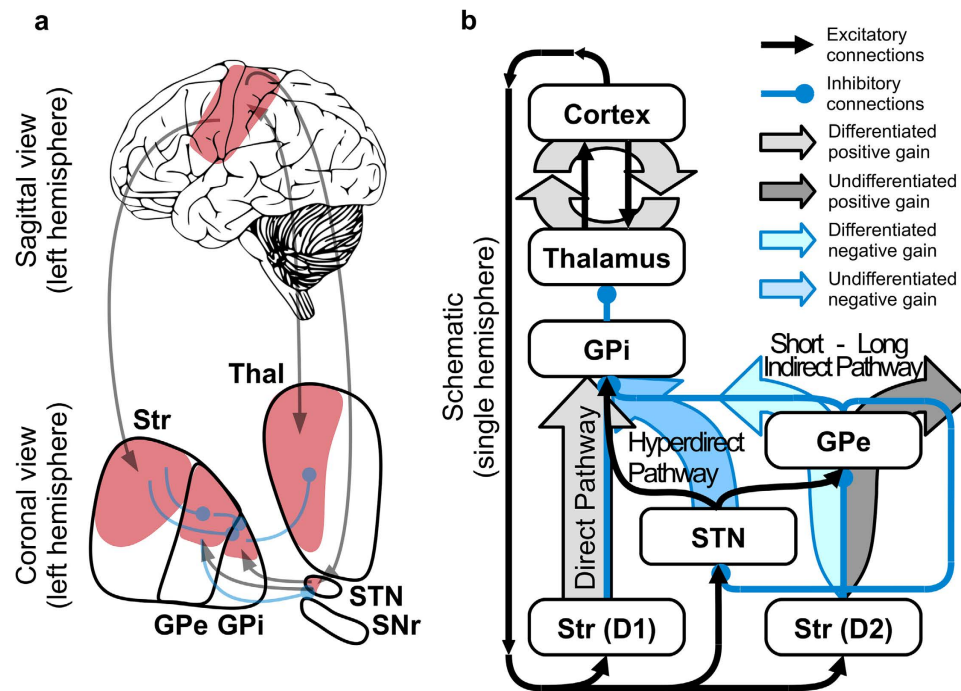 a
Sagittal view
(left hemisphere)
Coronal view
(left hemisphere)
Thal
Str
STN
GPe GPi
SNr
b
Schematic
(single hemisphere)
Cortex
Thalamus
GPi
Short - Long
Indirect Pathway
GPe
Hyperdirect
Pathway
Direct Pathway
STN
Str (D1)
Str (D2)
Excitatory
connections
Inhibitory
connections
Differentiated
positive gain
Undifferentiated
positive gain
Differentiated
negative gain
Undifferentiated
negative gain